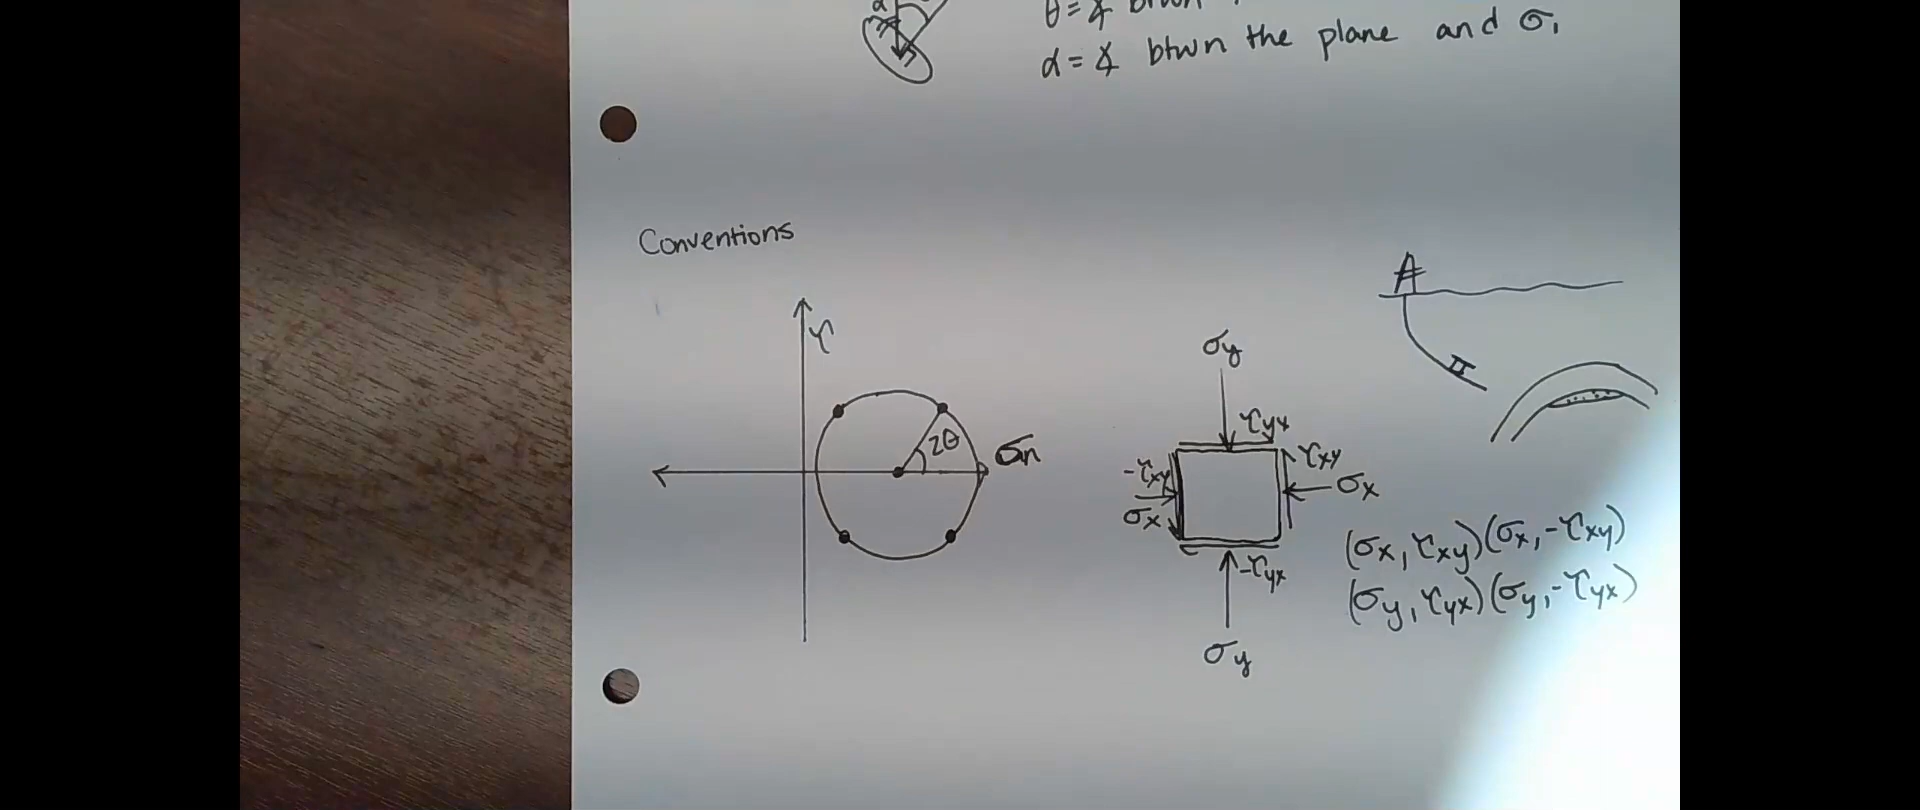 θ = ∡ btwn
α = ∡ btwn the plane and σ₁
α
Conventions
τ
2θ
σn
σy
τyx
-τxy
τxy
σx
σx
-τyx
σy
(σx, τxy)(σx, -τxy)
(σy, τyx)(σy, -τyx)